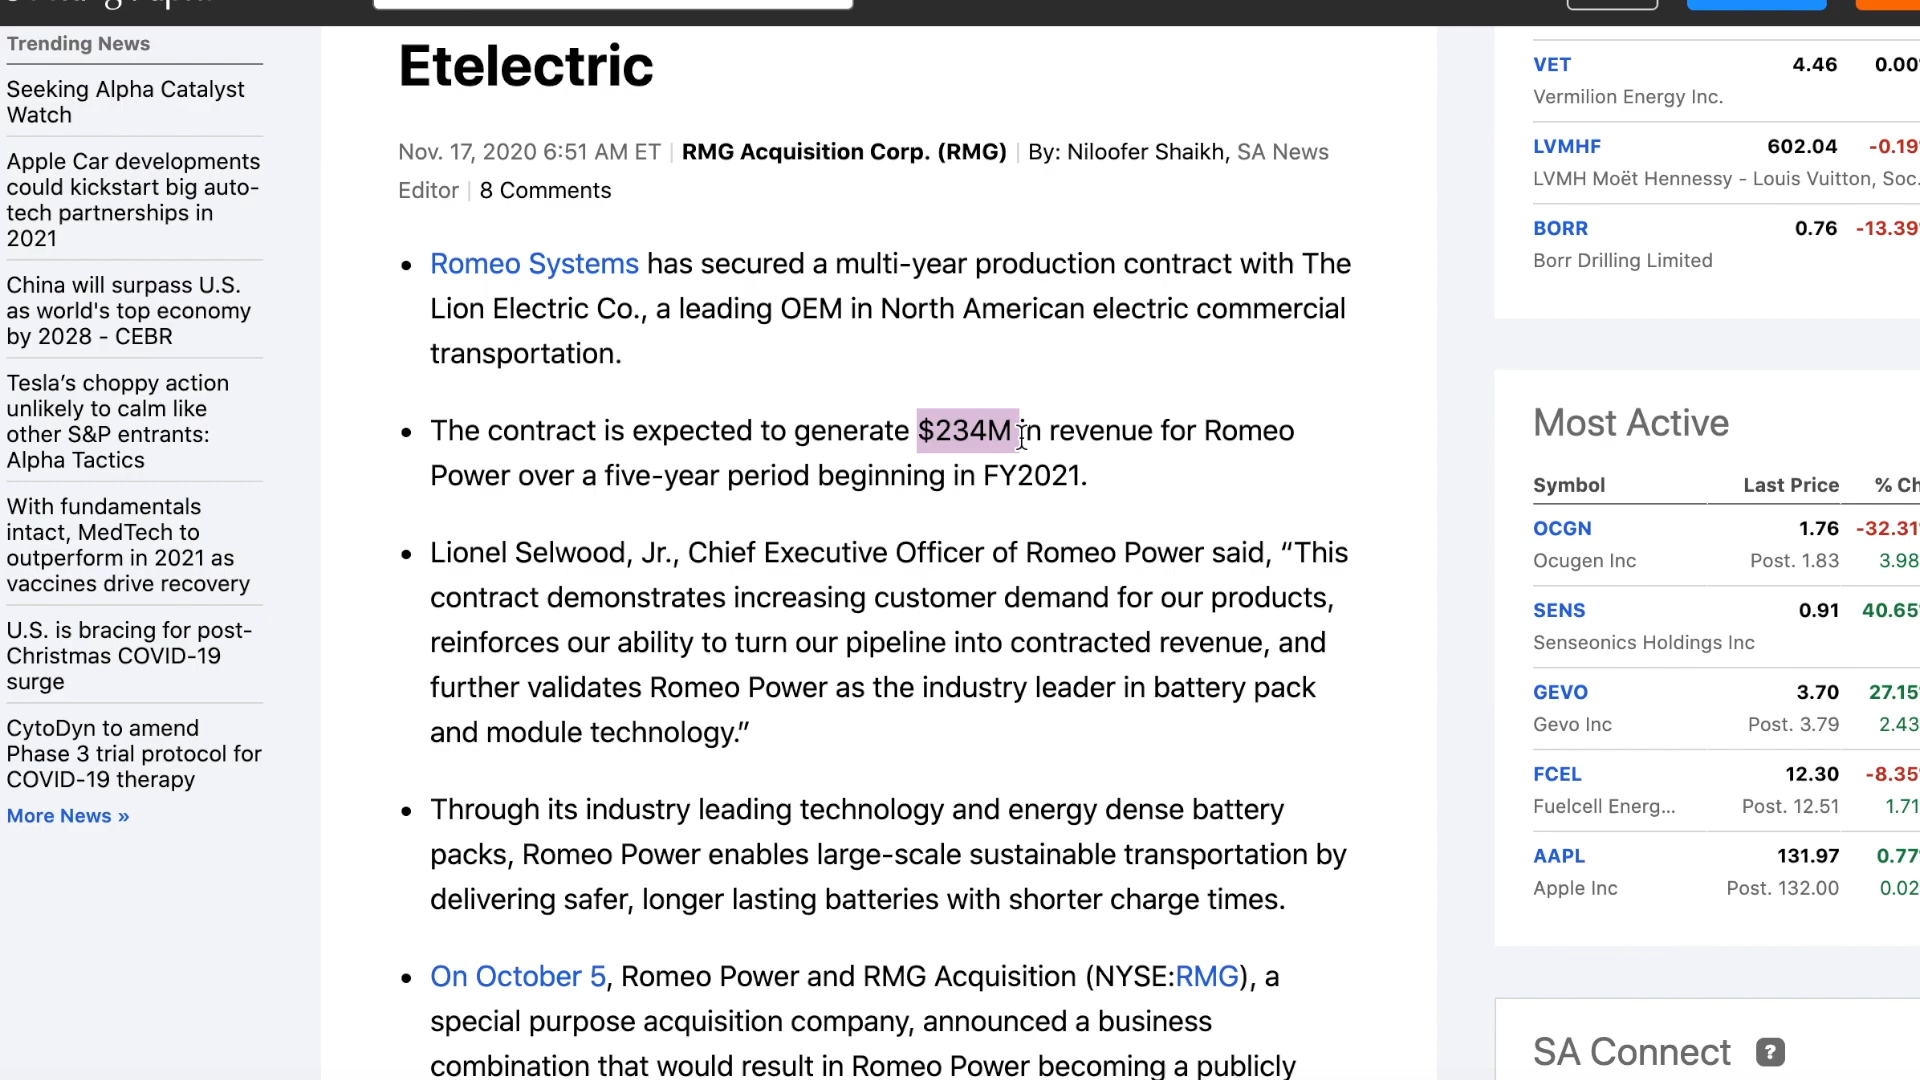 Trending News
Seeking Alpha Catalyst
Watch
Apple Car developments
could kickstart big auto-
tech partnerships in
2021
China will surpass U.S.
as world's top economy
by 2028 - CEBR
Tesla’s choppy action
unlikely to calm like
other S&P entrants:
Alpha Tactics
With fundamentals
intact, MedTech to
outperform in 2021 as
vaccines drive recovery
U.S. is bracing for post-
Christmas COVID-19
surge
CytoDyn to amend
Phase 3 trial protocol for
COVID-19 therapy
More News »
Etelectric
Nov. 17, 2020 6:51 AM ET | RMG Acquisition Corp. (RMG) | By: Niloofer Shaikh, SA News
Editor | 8 Comments
• Romeo Systems has secured a multi-year production contract with The
Lion Electric Co., a leading OEM in North American electric commercial
transportation.
• The contract is expected to generate $234M in revenue for Romeo
Power over a five-year period beginning in FY2021.
• Lionel Selwood, Jr., Chief Executive Officer of Romeo Power said, “This
contract demonstrates increasing customer demand for our products,
reinforces our ability to turn our pipeline into contracted revenue, and
further validates Romeo Power as the industry leader in battery pack
and module technology.”
• Through its industry leading technology and energy dense battery
packs, Romeo Power enables large-scale sustainable transportation by
delivering safer, longer lasting batteries with shorter charge times.
• On October 5, Romeo Power and RMG Acquisition (NYSE:RMG), a
special purpose acquisition company, announced a business
combination that would result in Romeo Power becoming a publicly
VET 4.46 0.00
Vermilion Energy Inc.
LVMHF 602.04 -0.19
LVMH Moët Hennessy - Louis Vuitton, Soc.
BORR 0.76 -13.39
Borr Drilling Limited
Most Active
Symbol Last Price % Ch
OCGN 1.76 -32.31
Ocugen Inc Post. 1.83 3.98
SENS 0.91 40.65
Senseonics Holdings Inc
GEVO 3.70 27.15
Gevo Inc Post. 3.79 2.43
FCEL 12.30 -8.35
Fuelcell Energ... Post. 12.51 1.71
AAPL 131.97 0.77
Apple Inc Post. 132.00 0.02
SA Connect ?